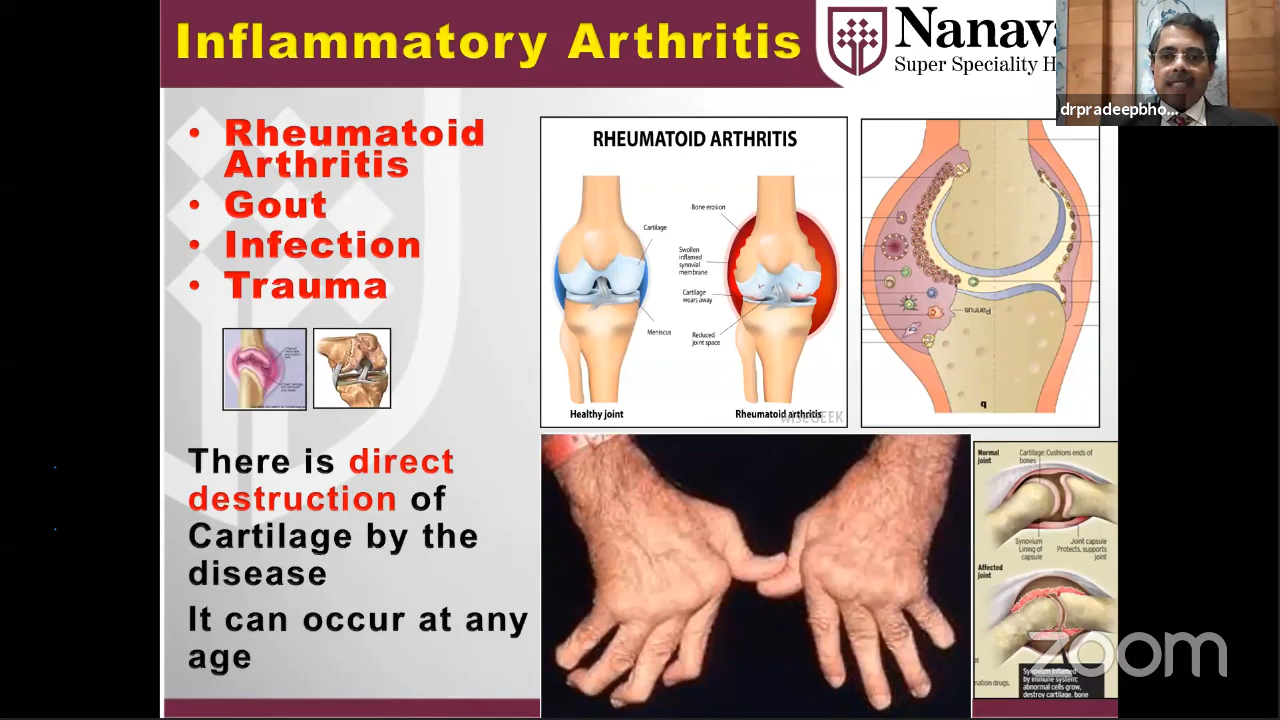 Inflammatory Arthritis
Nanava
Super Speciality H
drpradeepbho...
• Rheumatoid
Arthritis
• Gout
• Infection
• Trauma
There is direct
destruction of
Cartilage by the
disease
It can occur at any
age
RHEUMATOID ARTHRITIS
Bone erosion
Cartilage
Swollen
inflamed
synovial
membrane
Cartilage
wears away
Meniscus
Reduced
joint space
Healthy joint
Rheumatoid arthritis
wiseGEEK
Pannus
b
Normal
joint
Cartilage: Cushions ends of
bones
Synovium
Lining of
capsule
Joint capsule
Protects, supports
joint
Affected
joint
Synovium inflamed
by immune system;
abnormal cells grow,
destroy cartilage, bone
nation drugs,
zoom